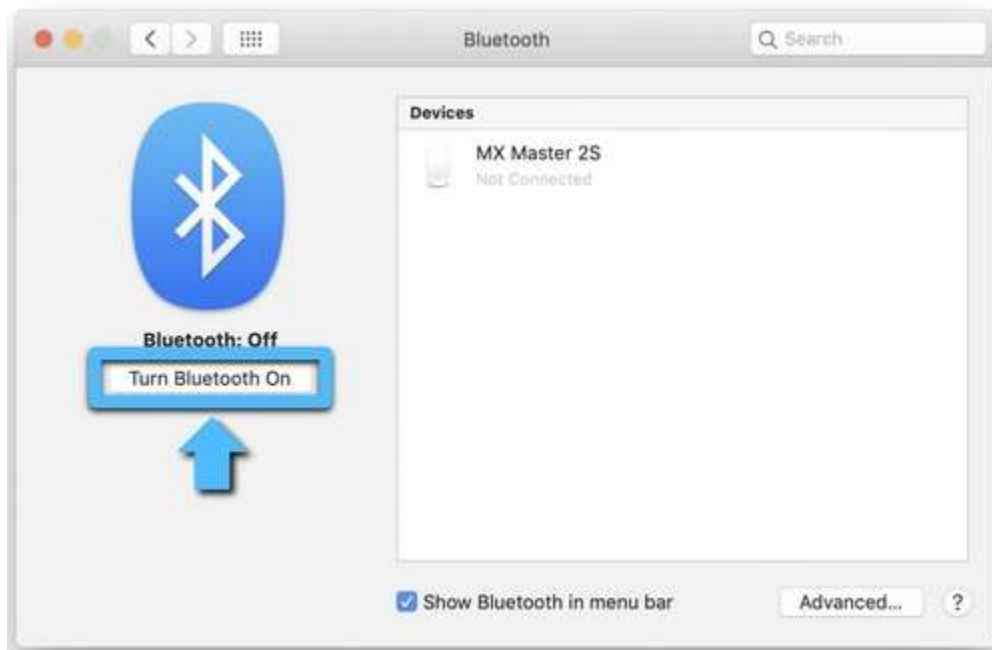 Bluetooth
Search
Devices
MX Master 2S
Not Connected
Bluetooth: Off
Turn Bluetooth On
Show Bluetooth in menu bar
Advanced...
?